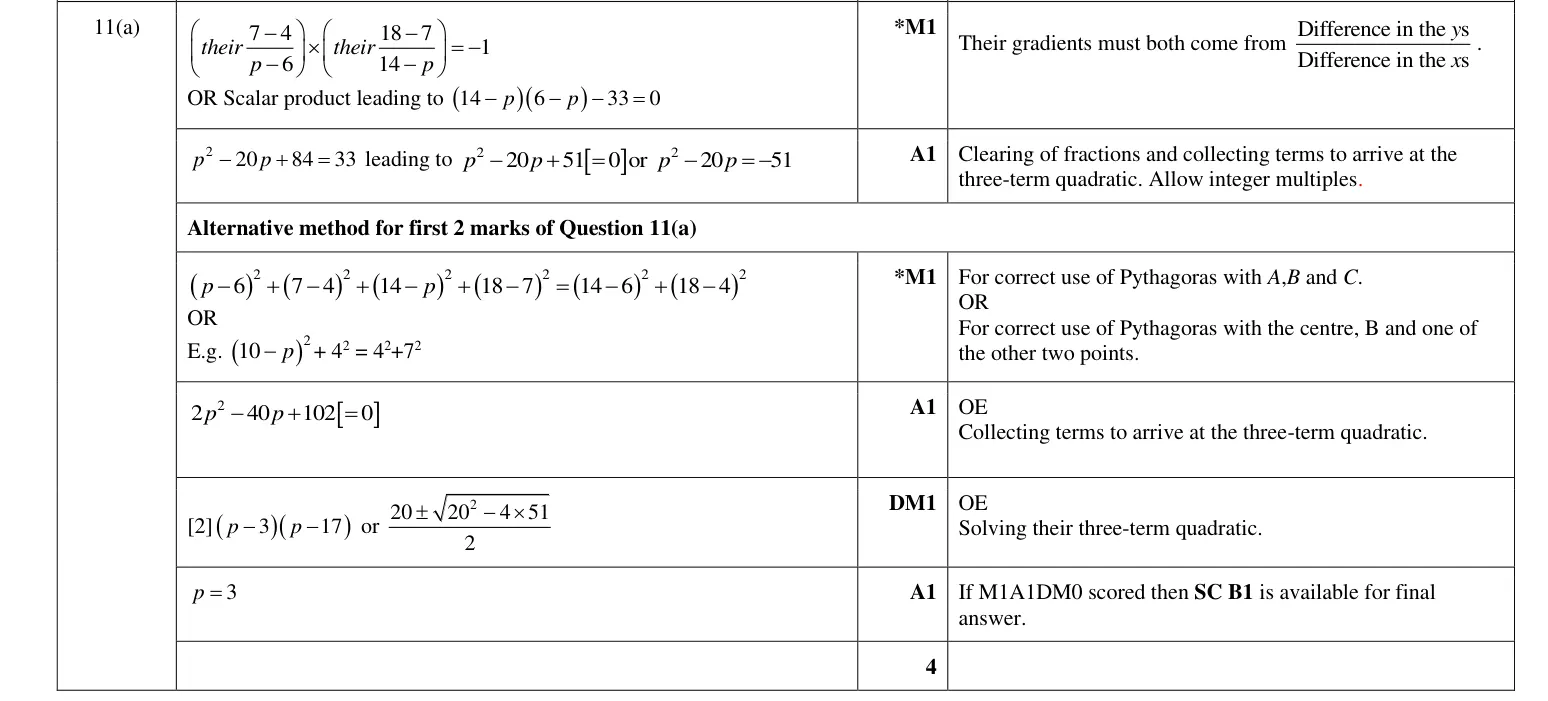 11(a)
(their (7 − 4)/(p − 6)) × (their (18 − 7)/(14 − p)) = −1
OR Scalar product leading to (14 − p)(6 − p) − 33 = 0
*M1
Their gradients must both come from Difference in the ys / Difference in the xs .
p² − 20p + 84 = 33 leading to p² − 20p + 51[= 0]or p² − 20p = −51
A1
Clearing of fractions and collecting terms to arrive at the
three-term quadratic. Allow integer multiples.
Alternative method for first 2 marks of Question 11(a)
(p − 6)² + (7 − 4)² + (14 − p)² + (18 − 7)² = (14 − 6)² + (18 − 4)²
OR
E.g. (10 − p)² + 4² = 4²+7²
*M1
For correct use of Pythagoras with A,B and C.
OR
For correct use of Pythagoras with the centre, B and one of
the other two points.
2p² − 40p + 102[= 0]
A1
OE
Collecting terms to arrive at the three-term quadratic.
[2](p − 3)(p − 17) or (20 ± √(20² − 4 × 51))/2
DM1
OE
Solving their three-term quadratic.
p = 3
A1
If M1A1DM0 scored then SC B1 is available for final
answer.
4